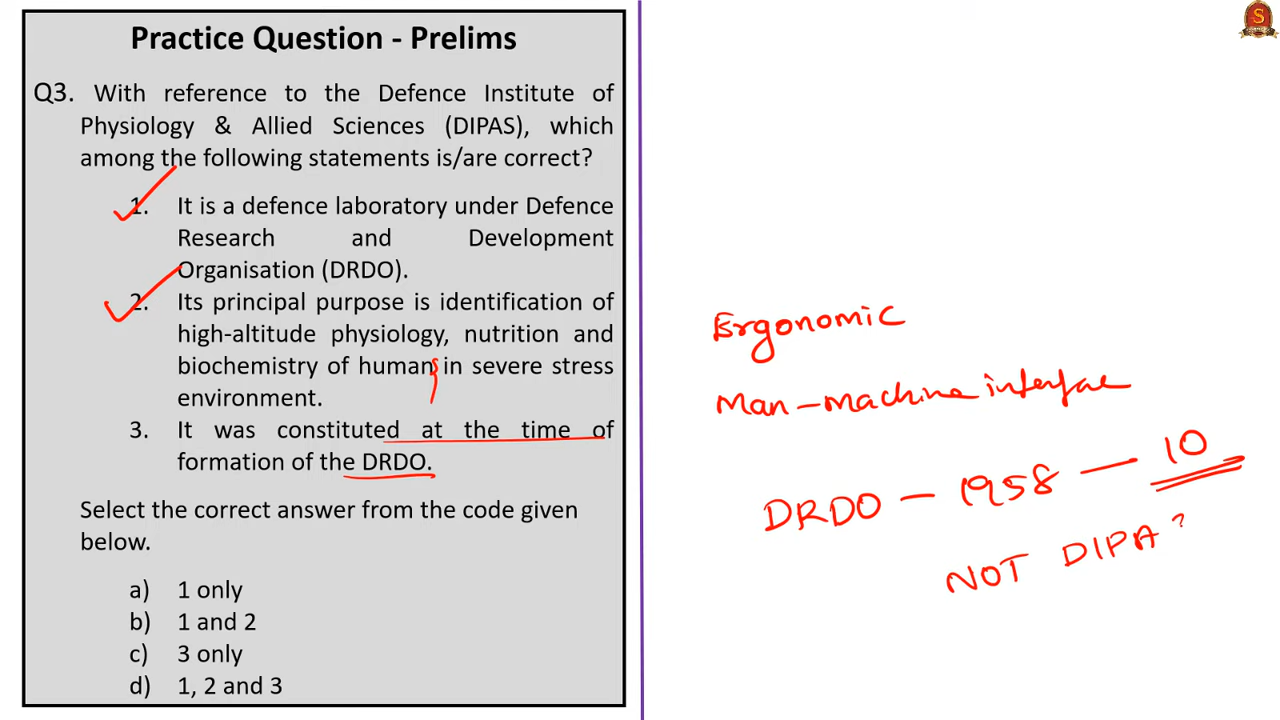 Practice Question - Prelims
Q3. With reference to the Defence Institute of
Physiology & Allied Sciences (DIPAS), which
among the following statements is/are correct?
1. It is a defence laboratory under Defence
Research and Development
Organisation (DRDO).
2. Its principal purpose is identification of
high-altitude physiology, nutrition and
biochemistry of human in severe stress
environment.
3. It was constituted at the time of
formation of the DRDO.
Select the correct answer from the code given
below.
a) 1 only
b) 1 and 2
c) 3 only
d) 1, 2 and 3
Ergonomic
Man - machine interface
DRDO - 1958 - 10
NOT DIPA
S